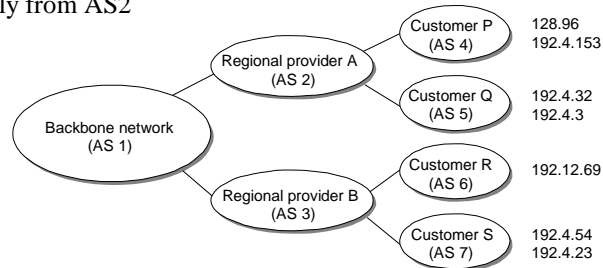 from AS2
Customer P
(AS 4)
128.96
192.4.153
Regional provider A
(AS 2)
Customer Q
(AS 5)
192.4.32
192.4.3
Backbone network
(AS 1)
Customer R
(AS 6)
192.12.69
Regional provider B
(AS 3)
Customer S
(AS 7)
192.4.54
192.4.23